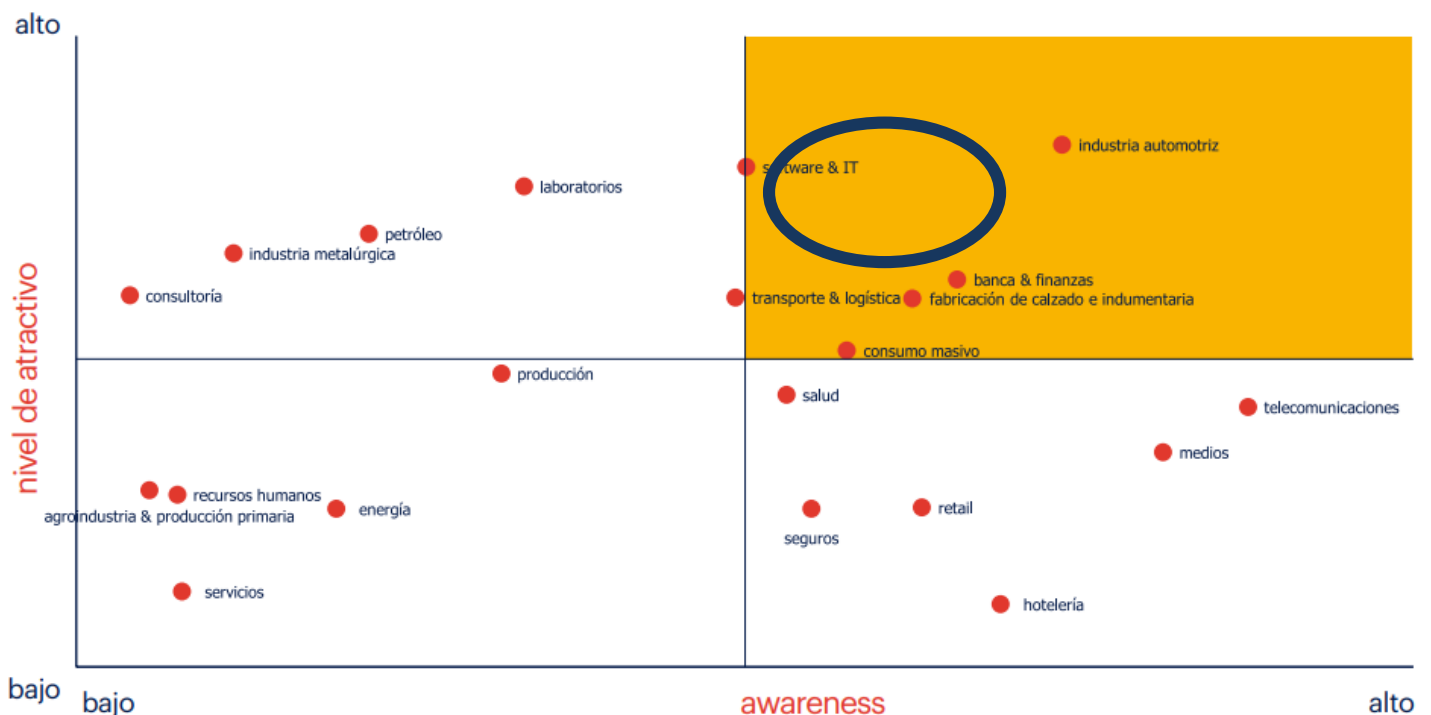 alto
industria automotriz
software & IT
laboratorios
petróleo
industria metalúrgica
banca & finanzas
consultoría
transporte & logística
fabricación de calzado e indumentaria
consumo masivo
nivel de atractivo
producción
salud
telecomunicaciones
medios
recursos humanos
agroindustria & producción primaria
energía
retail
seguros
servicios
hotelería
bajo
bajo
awareness
alto